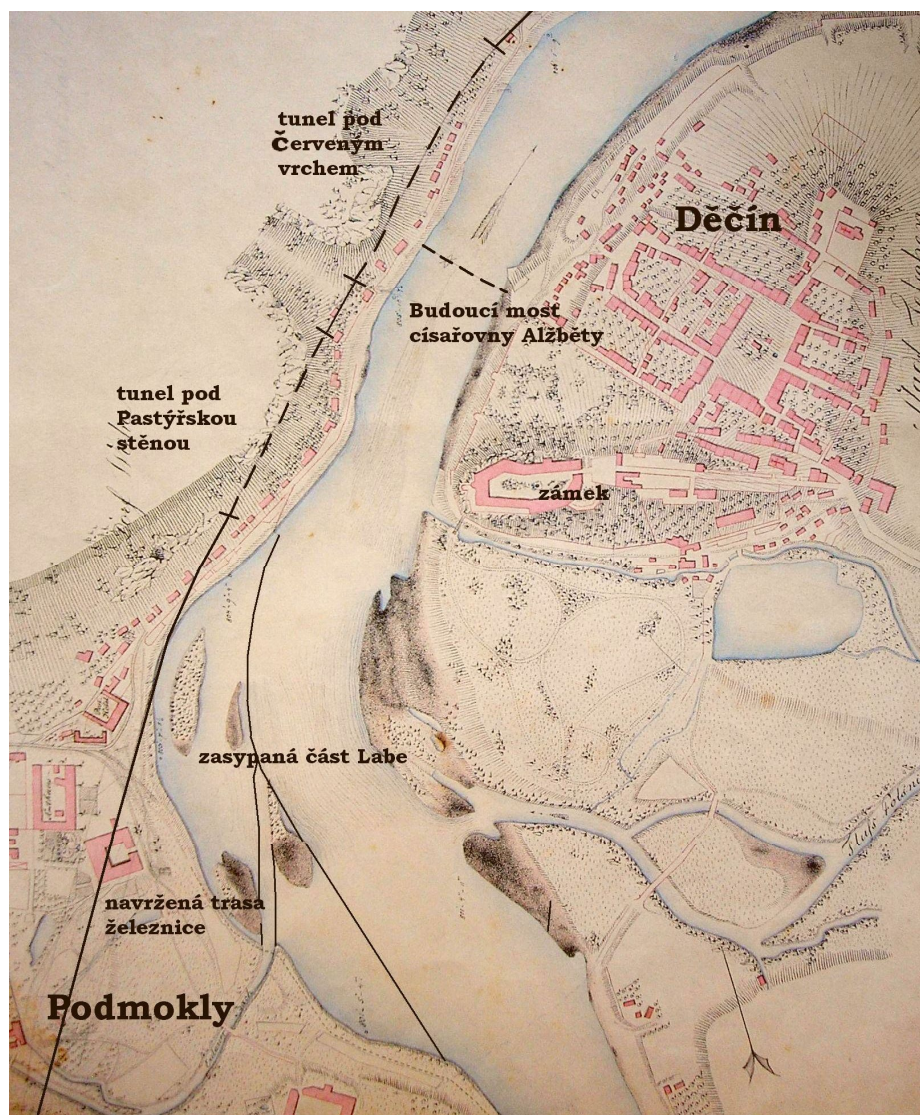 tunel pod
Červeným
vrchem
Děčín
Budoucí most
císařovny Alžběty
tunel pod
Pastýřskou
stěnou
zámek
zasypaná část Labe
navržená trasa
železnice
Podmokly